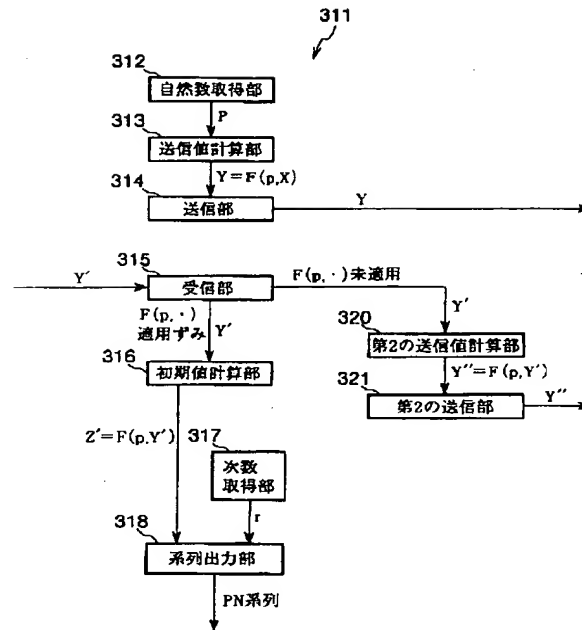 311
312
自然数取得部
P
313
送信値計算部
Y=F(p,X)
314
送信部
Y
315
Y′
受信部
F(p,・)未適用
F(p,・)
適用ずみ
Y′
Y′
320
第2の送信値計算部
316
初期値計算部
Y″=F(p,Y′)
321
第2の送信部
Y″
Z′=F(p,Y′)
317
次数
取得部
r
318
系列出力部
PN系列